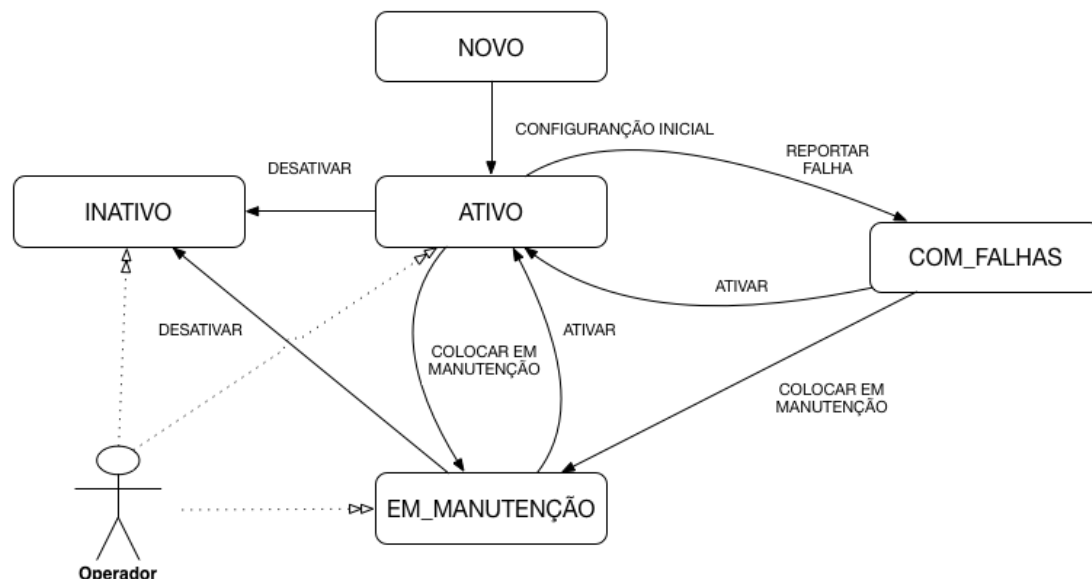 NOVO
CONFIGURANÇÃO INICIAL
REPORTAR
FALHA
DESATIVAR
INATIVO
ATIVO
COM_FALHAS
ATIVAR
DESATIVAR
ATIVAR
COLOCAR EM
MANUTENÇÃO
COLOCAR EM
MANUTENÇÃO
EM_MANUTENÇÃO
Operador